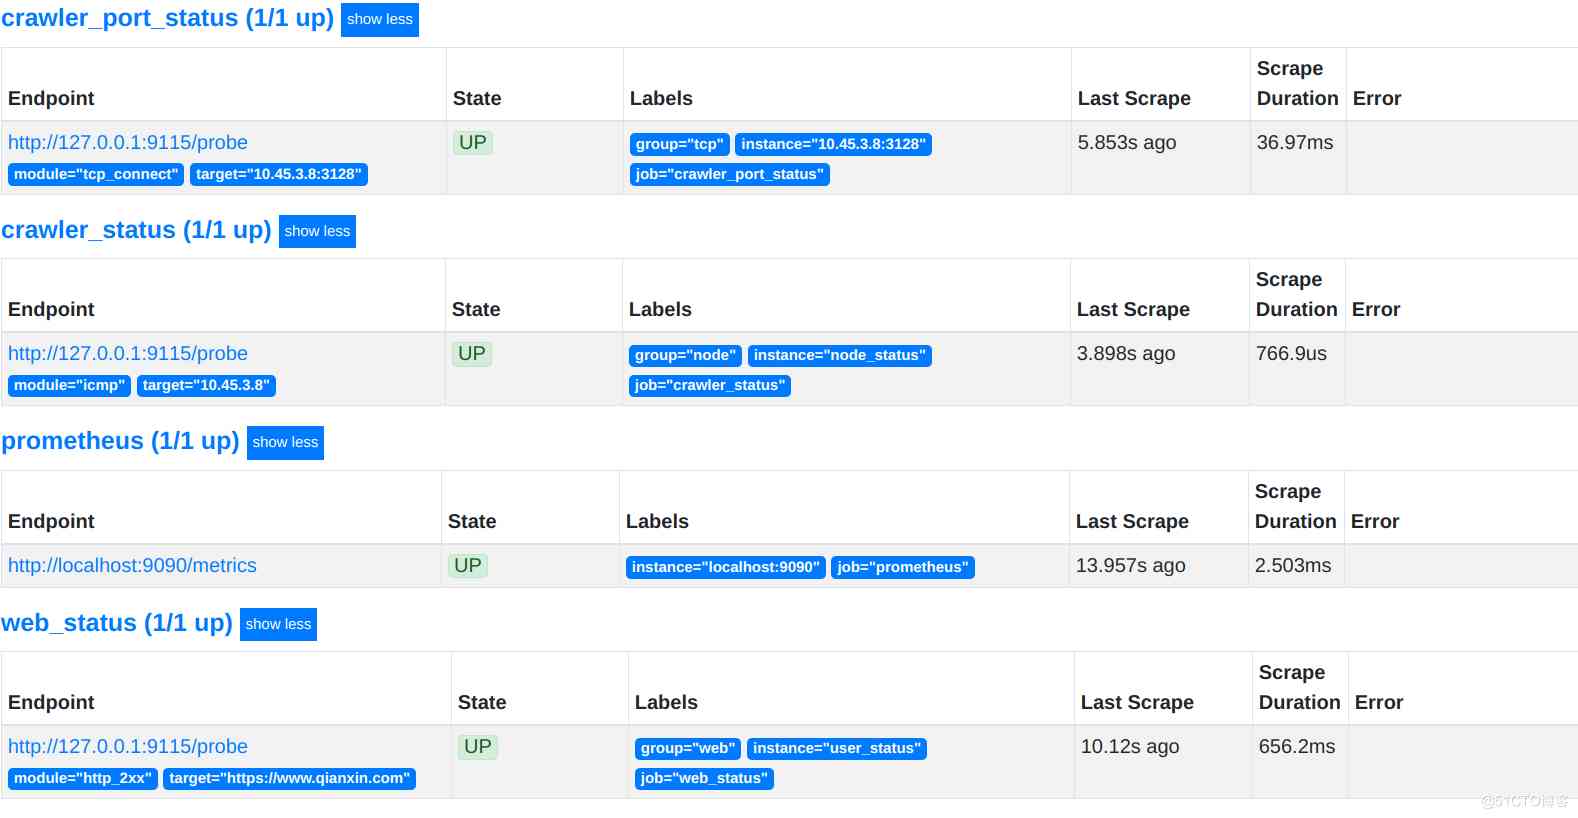 crawler_port_status (1/1 up) show less
Scrape
Endpoint State Labels Last Scrape Duration Error
http://127.0.0.1:9115/probe UP group="tcp" instance="10.45.3.8:3128" 5.853s ago 36.97ms
module="tcp_connect" target="10.45.3.8:3128" job="crawler_port_status"
crawler_status (1/1 up) show less
Scrape
Endpoint State Labels Last Scrape Duration Error
http://127.0.0.1:9115/probe UP group="node" instance="node_status" 3.898s ago 766.9us
module="icmp" target="10.45.3.8" job="crawler_status"
prometheus (1/1 up) show less
Scrape
Endpoint State Labels Last Scrape Duration Error
http://localhost:9090/metrics UP instance="localhost:9090" job="prometheus" 13.957s ago 2.503ms
web_status (1/1 up) show less
Scrape
Endpoint State Labels Last Scrape Duration Error
http://127.0.0.1:9115/probe UP group="web" instance="user_status" 10.12s ago 656.2ms
module="http_2xx" target="https://www.qianxin.com" job="web_status"
@51CTO博客